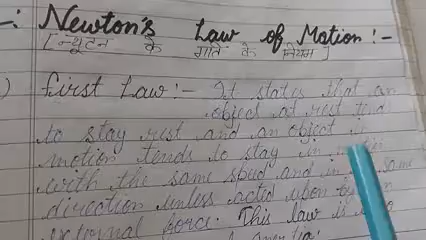 -: Newton's Law of Motion :-
[न्यूटन के गति के नियम]
) first Law :- It states that an
object at rest tend
to stay rest and an object
motion tends to stay in
with the same spud and in same
direction unless acted upon
external force. This law is